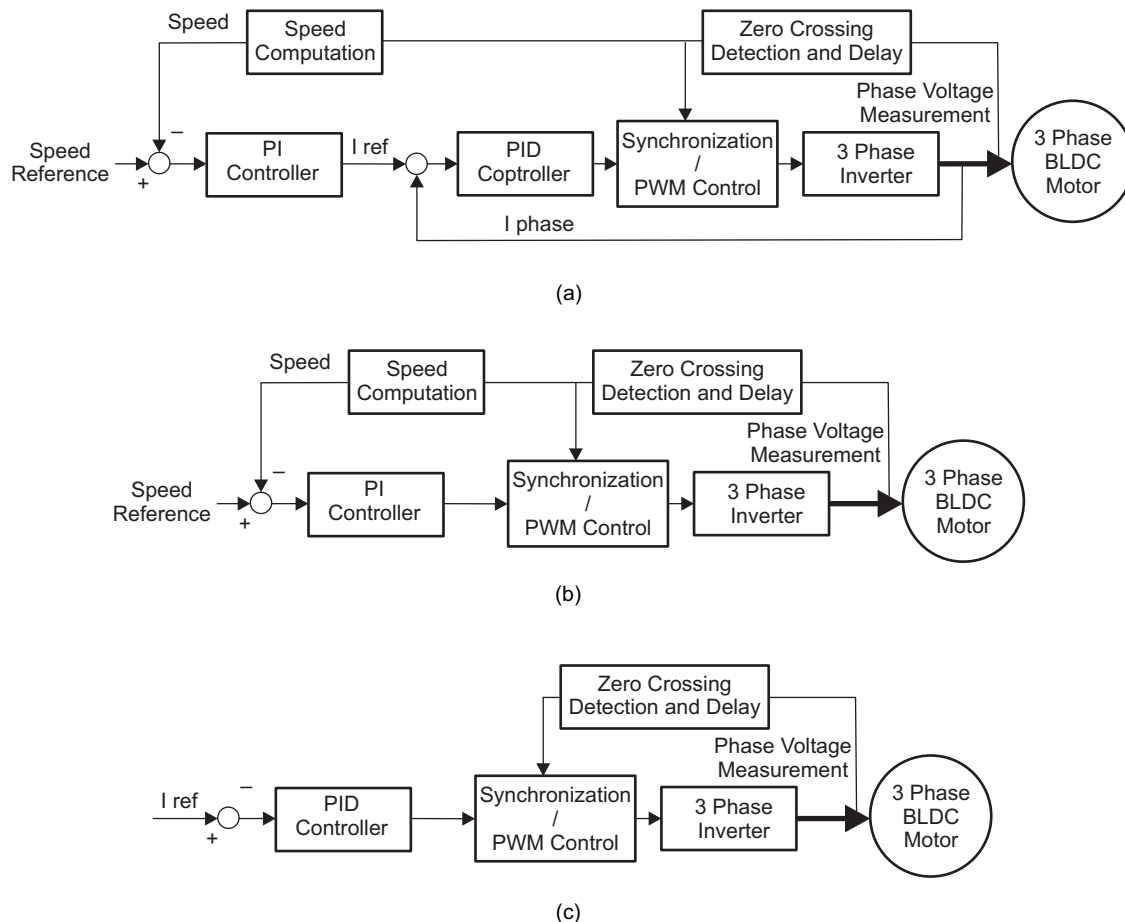 Speed
Speed
Computation
Zero Crossing
Detection and Delay
Phase Voltage
Measurement
3 Phase
BLDC
Motor
Speed
Reference
–
+
PI
Controller
I ref
PID
Coptroller
Synchronization
/
PWM Control
3 Phase
Inverter
I phase
(a)
Speed
Speed
Computation
Zero Crossing
Detection and Delay
Phase Voltage
Measurement
3 Phase
BLDC
Motor
Speed
Reference
–
+
PI
Controller
Synchronization
/
PWM Control
3 Phase
Inverter
(b)
Zero Crossing
Detection and Delay
Phase Voltage
Measurement
3 Phase
BLDC
Motor
I ref
–
+
PID
Controller
Synchronization
/
PWM Control
3 Phase
Inverter
(c)